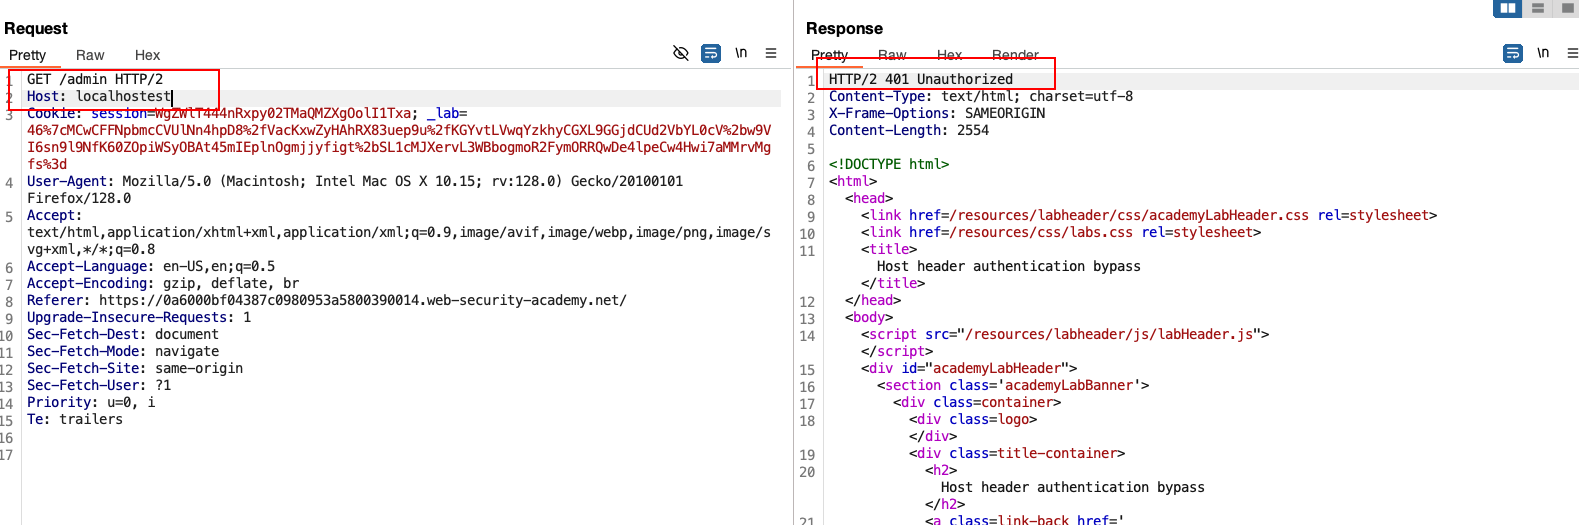 Request
Pretty Raw Hex \n
1 GET /admin HTTP/2
2 Host: localhostest
3 Cookie: session=WgZWlT444nRxpy02TMaQMZXgOolI1Txa; _lab=
46%7cMCwCFFNpbmcCVUlNn4hpD8%2fVacKxwZyHAhRX83uep9u%2fKGYvtLVwqYzkhyCGXL9GGjdCUd2VbYL0cV%2bw9V
I6sn9l9NfK60ZOpiWSyOBAt45mIEplnOgmjjyfigt%2bSL1cMJXervL3WBbogmoR2FymORRQwDe4lpeCw4Hwi7aMMrvMg
fs%3d
4 User-Agent: Mozilla/5.0 (Macintosh; Intel Mac OS X 10.15; rv:128.0) Gecko/20100101
Firefox/128.0
5 Accept:
text/html,application/xhtml+xml,application/xml;q=0.9,image/avif,image/webp,image/png,image/s
vg+xml,*/*;q=0.8
6 Accept-Language: en-US,en;q=0.5
7 Accept-Encoding: gzip, deflate, br
8 Referer: https://0a6000bf04387c0980953a5800390014.web-security-academy.net/
9 Upgrade-Insecure-Requests: 1
10 Sec-Fetch-Dest: document
11 Sec-Fetch-Mode: navigate
12 Sec-Fetch-Site: same-origin
13 Sec-Fetch-User: ?1
14 Priority: u=0, i
15 Te: trailers
16
17
Response
Pretty Raw Hex Render \n
1 HTTP/2 401 Unauthorized
2 Content-Type: text/html; charset=utf-8
3 X-Frame-Options: SAMEORIGIN
4 Content-Length: 2554
5
6 <!DOCTYPE html>
7 <html>
8 <head>
9 <link href=/resources/labheader/css/academyLabHeader.css rel=stylesheet>
10 <link href=/resources/css/labs.css rel=stylesheet>
11 <title>
Host header authentication bypass
</title>
12 </head>
13 <body>
14 <script src="/resources/labheader/js/labHeader.js">
</script>
15 <div id="academyLabHeader">
16 <section class='academyLabBanner'>
17 <div class=container>
18 <div class=logo>
</div>
19 <div class=title-container>
20 <h2>
Host header authentication bypass
</h2>
21 <a class=link-back href='